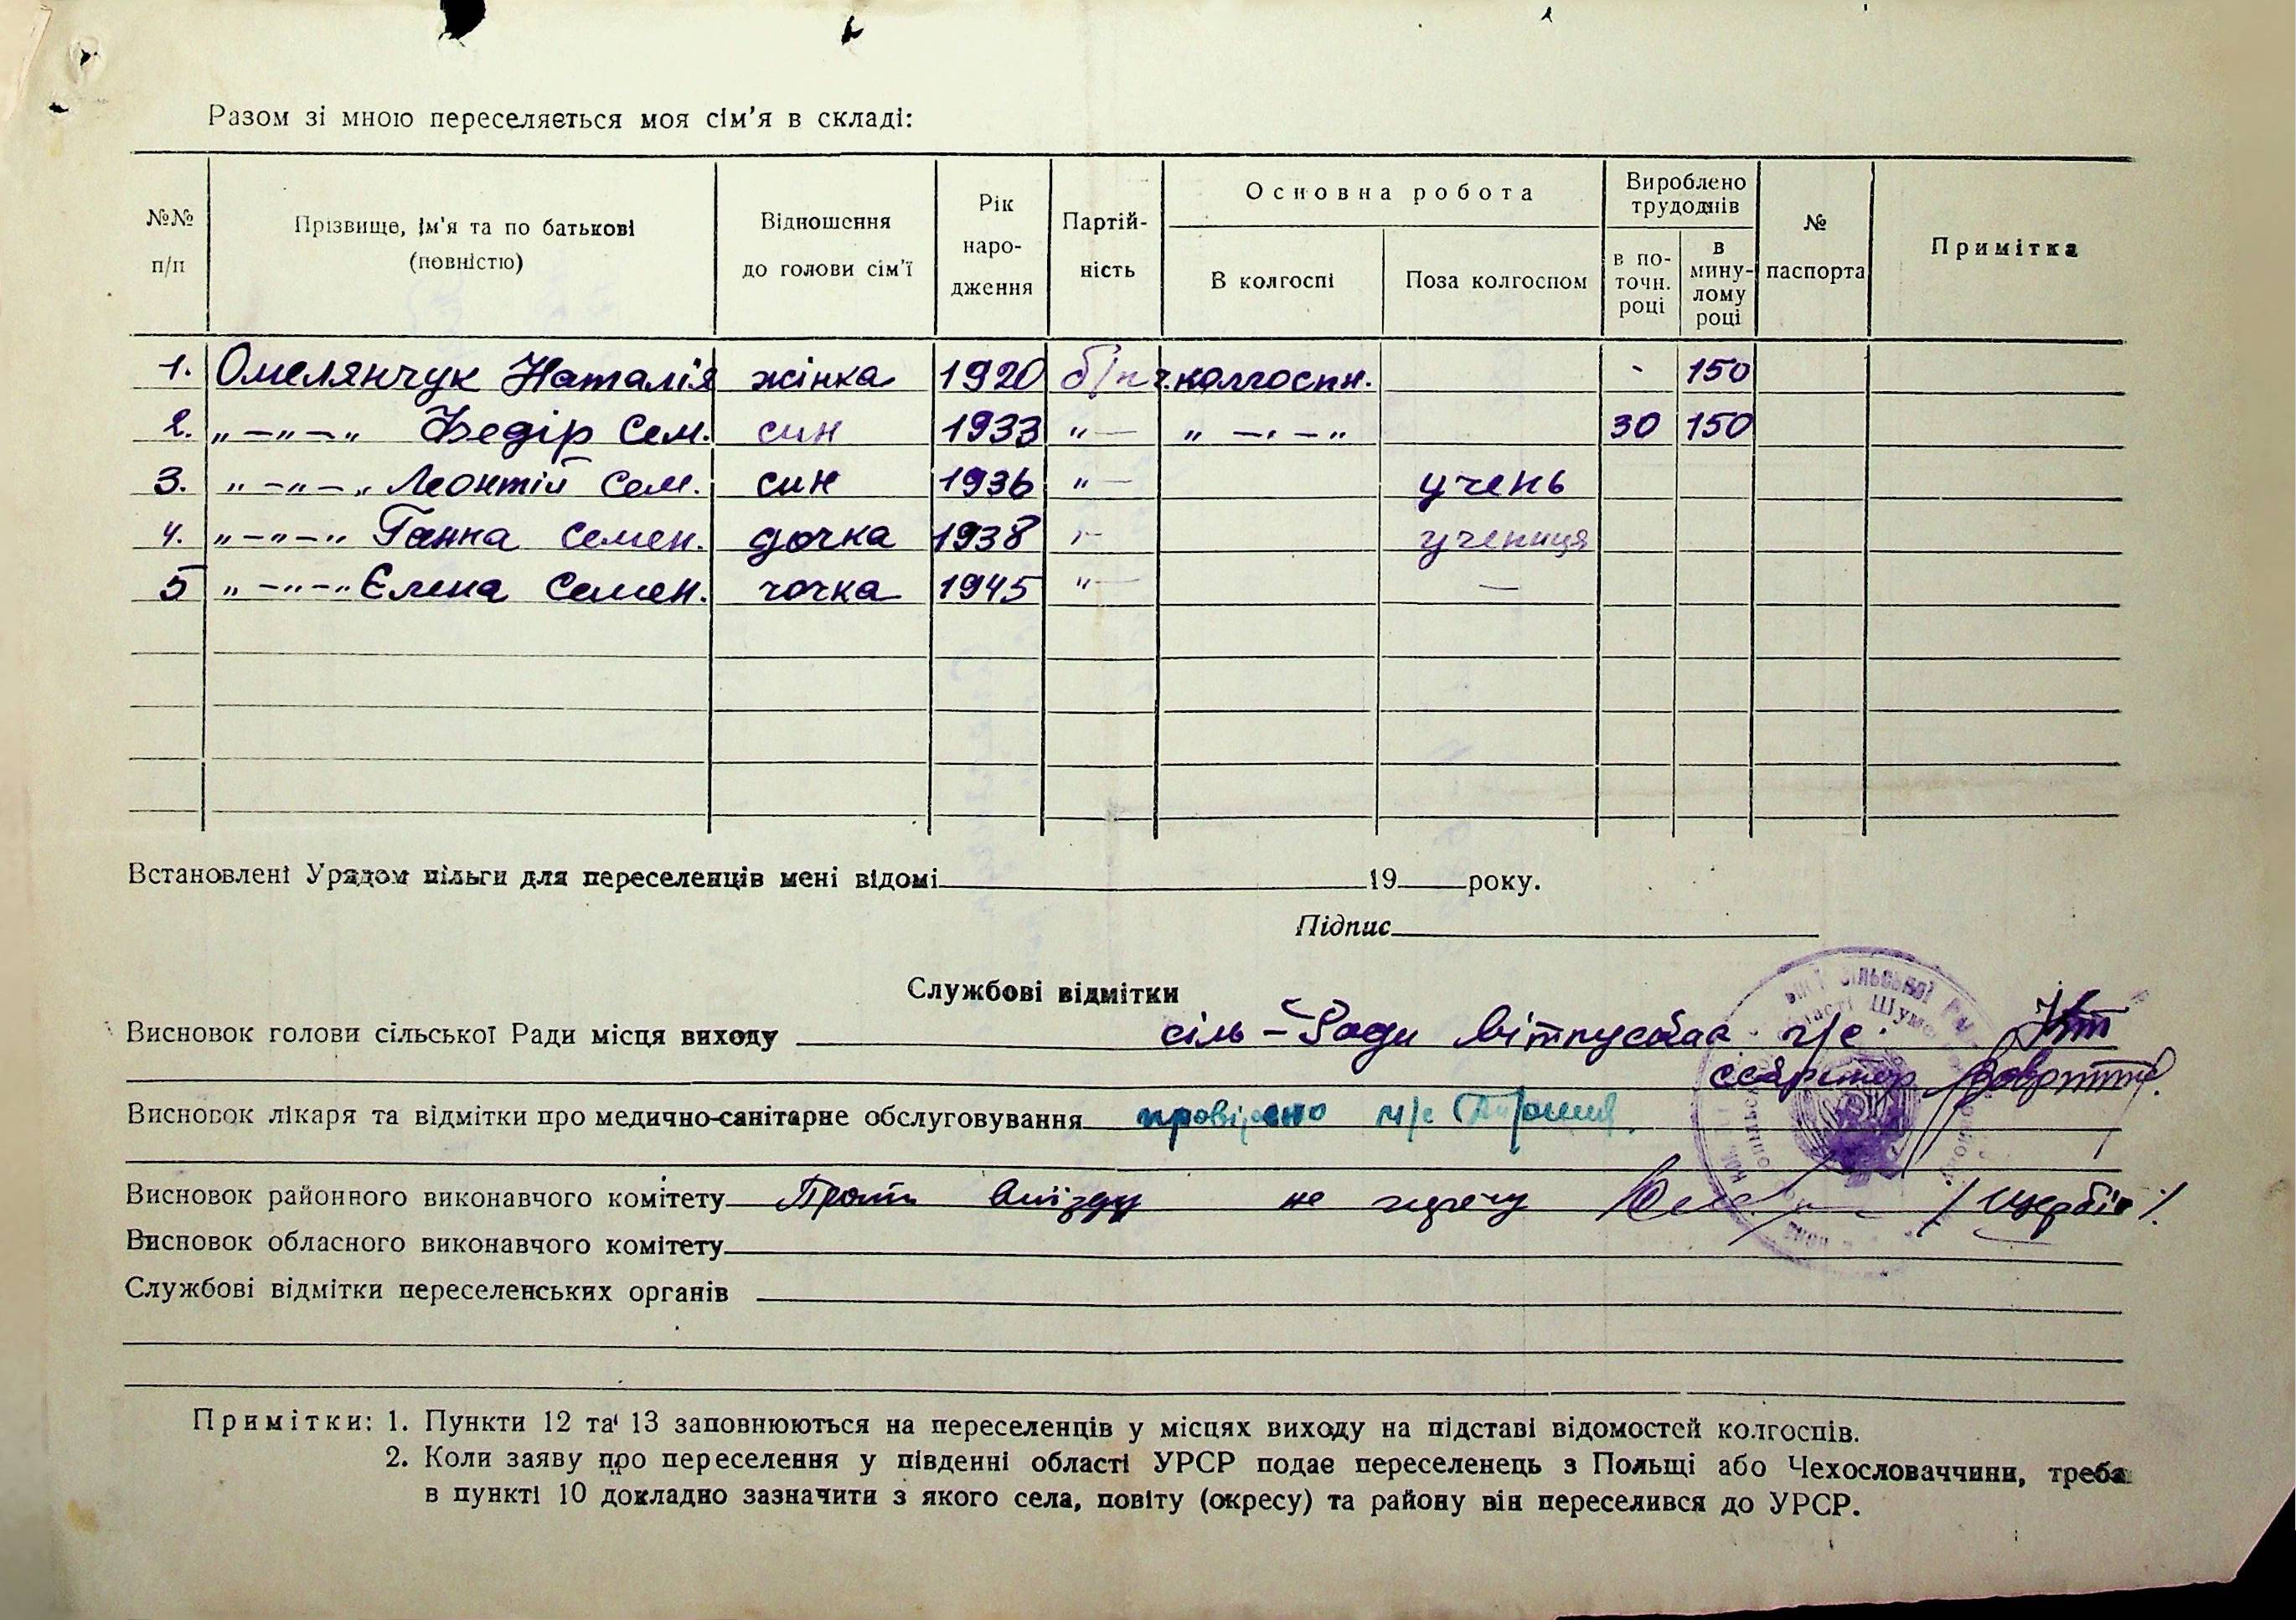 Разом зі мною переселяється моя сім'я в складі:
№№ п/п
Прізвище, ім'я та по батькові (повністю)
Відношення до голови сім'ї
Рік народження
Партійність
Основна робота
В колгоспі
Поза колгоспом
Вироблено трудоднів
в поточн. році
в минулому році
№ паспорта
Примітка
1. Омелянчук Наталія жінка 1920 б/п колгоспн. - 150
2. „—„—„ Федір Сем. син 1933 „— „—.—„ 30 150
3. „—„—„ Леонтій Сем. син 1936 „— учень
4. „—„—„ Ганна Семен. дочка 1938 „— учениця
5 „—„—„ Єлена Семен. чочка 1945 „— —
Встановлені Урядом пільги для переселенців мені відомі 19 року.
Підпис
Службові відмітки
Висновок голови сільської Ради місця виходу сіль-Ради
секретар
Висновок лікаря та відмітки про медично-санітарне обслуговування
Висновок районного виконавчого комітету Проти виїзду не
Висновок обласного виконавчого комітету
Службові відмітки переселенських органів
Примітки: 1. Пункти 12 та 13 заповнюються на переселенців у місцях виходу на підставі відомостей колгоспів.
2. Коли заяву про переселення у південні області УРСР подає переселенець з Польщі або Чехословаччини, треба
в пункті 10 докладно зазначити з якого села, повіту (окресу) та району він переселився до УРСР.